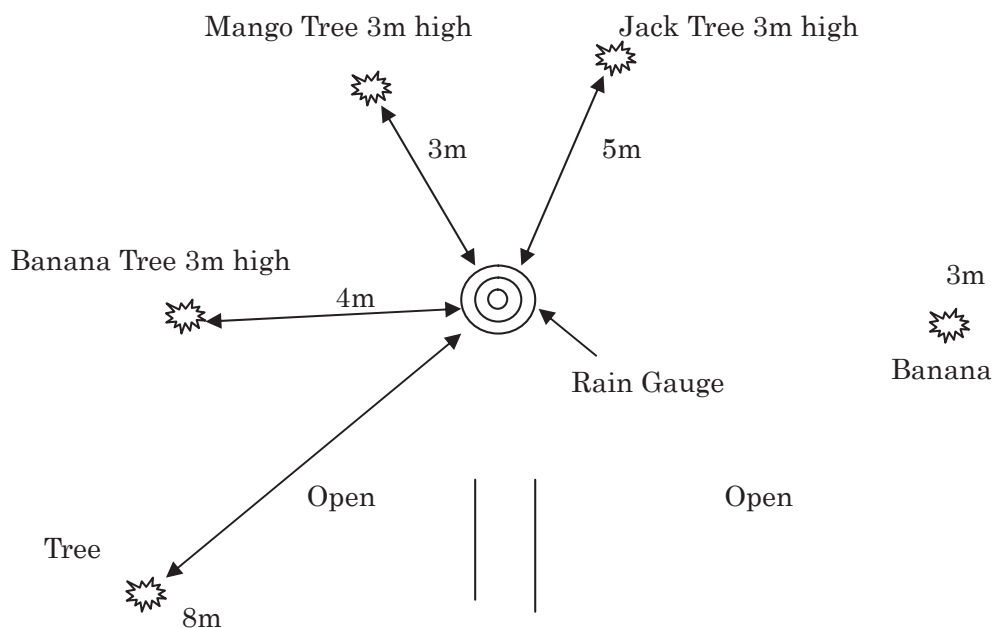 Mango Tree 3m high
Jack Tree 3m high
3m
5m
Banana Tree 3m high
4m
3m
Banana
Rain Gauge
Open
Open
Tree
8m